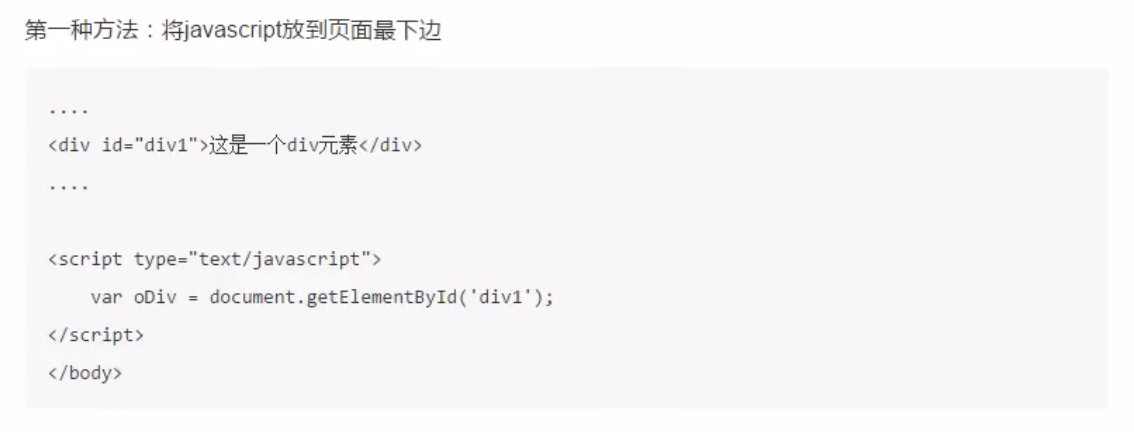 第一种方法：将javascript放到页面最下边
....
<div id="div1">这是一个div元素</div>
....
<script type="text/javascript">
    var oDiv = document.getElementById('div1');
</script>
</body>